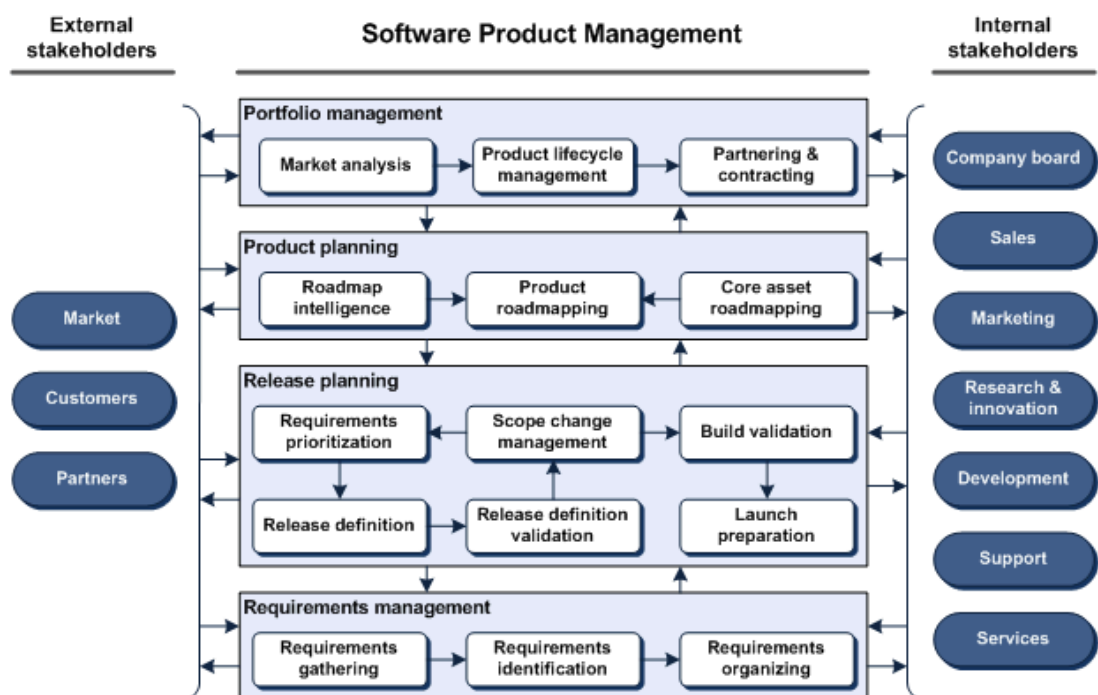 External
stakeholders
Software Product Management
Internal
stakeholders
Portfolio management
Market analysis
Product lifecycle
management
Partnering &
contracting
Product planning
Roadmap
intelligence
Product
roadmapping
Core asset
roadmapping
Release planning
Requirements
prioritization
Scope change
management
Build validation
Release definition
Release definition
validation
Launch
preparation
Requirements management
Requirements
gathering
Requirements
identification
Requirements
organizing
Market
Customers
Partners
Company board
Sales
Marketing
Research &
innovation
Development
Support
Services